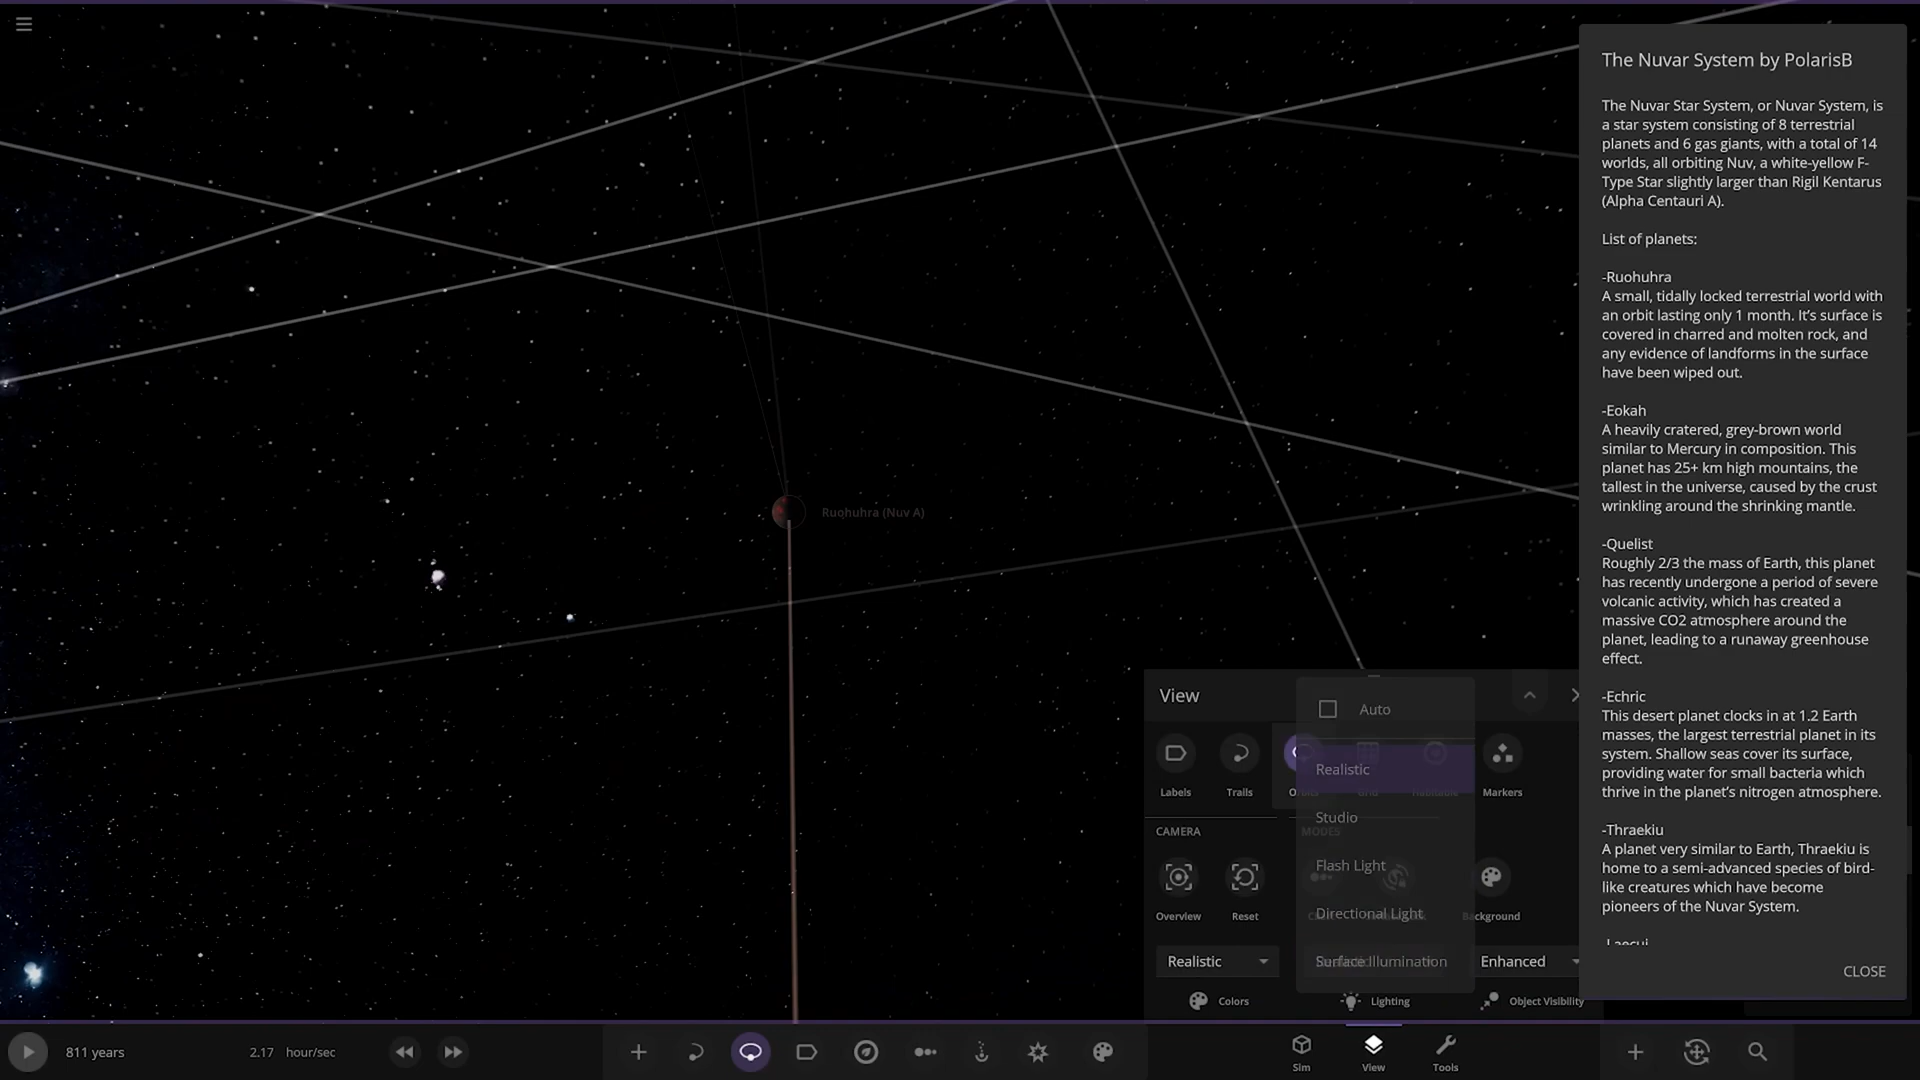 The Nuvar System by PolarisB
The Nuvar Star System, or Nuvar System, is
a star system consisting of 8 terrestrial
planets and 6 gas giants, with a total of 14
worlds, all orbiting Nuv, a white-yellow F-
Type Star slightly larger than Rigil Kentarus
(Alpha Centauri A).
List of planets:
-Ruohuhra
A small, tidally locked terrestrial world with
an orbit lasting only 1 month. It’s surface is
covered in charred and molten rock, and
any evidence of landforms in the surface
have been wiped out.
-Eokah
A heavily cratered, grey-brown world
similar to Mercury in composition. This
planet has 25+ km high mountains, the
tallest in the universe, caused by the crust
wrinkling around the shrinking mantle.
-Quelist
Roughly 2/3 the mass of Earth, this planet
has recently undergone a period of severe
volcanic activity, which has created a
massive CO2 atmosphere around the
planet, leading to a runaway greenhouse
effect.
-Echric
This desert planet clocks in at 1.2 Earth
masses, the largest terrestrial planet in its
system. Shallow seas cover its surface,
providing water for small bacteria which
thrive in the planet’s nitrogen atmosphere.
-Thraekiu
A planet very similar to Earth, Thraekiu is
home to a semi-advanced species of bird-
like creatures which have become
pioneers of the Nuvar System.
-Laecui
CLOSE
Ruohuhra (Nuv A)
View
Auto
Realistic
Studio
Flash Light
Directional Light
Surface Illumination
Labels
Trails
Orbits
Grid
Habitable
Markers
CAMERA
MODES
Overview
Reset
Background
Realistic
Enhanced
Colors
Lighting
Object Visibility
811 years
2.17 hour/sec
Sim
View
Tools